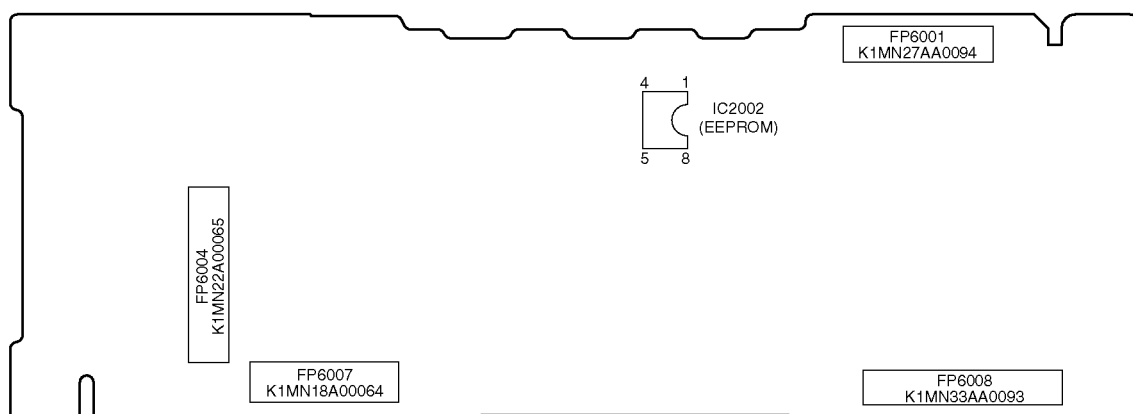 FP6001
K1MN27AA0094
4 1
IC2002
(EEPROM)
5 8
FP6004
K1MN22A00065
FP6007
K1MN18A00064
FP6008
K1MN33AA0093